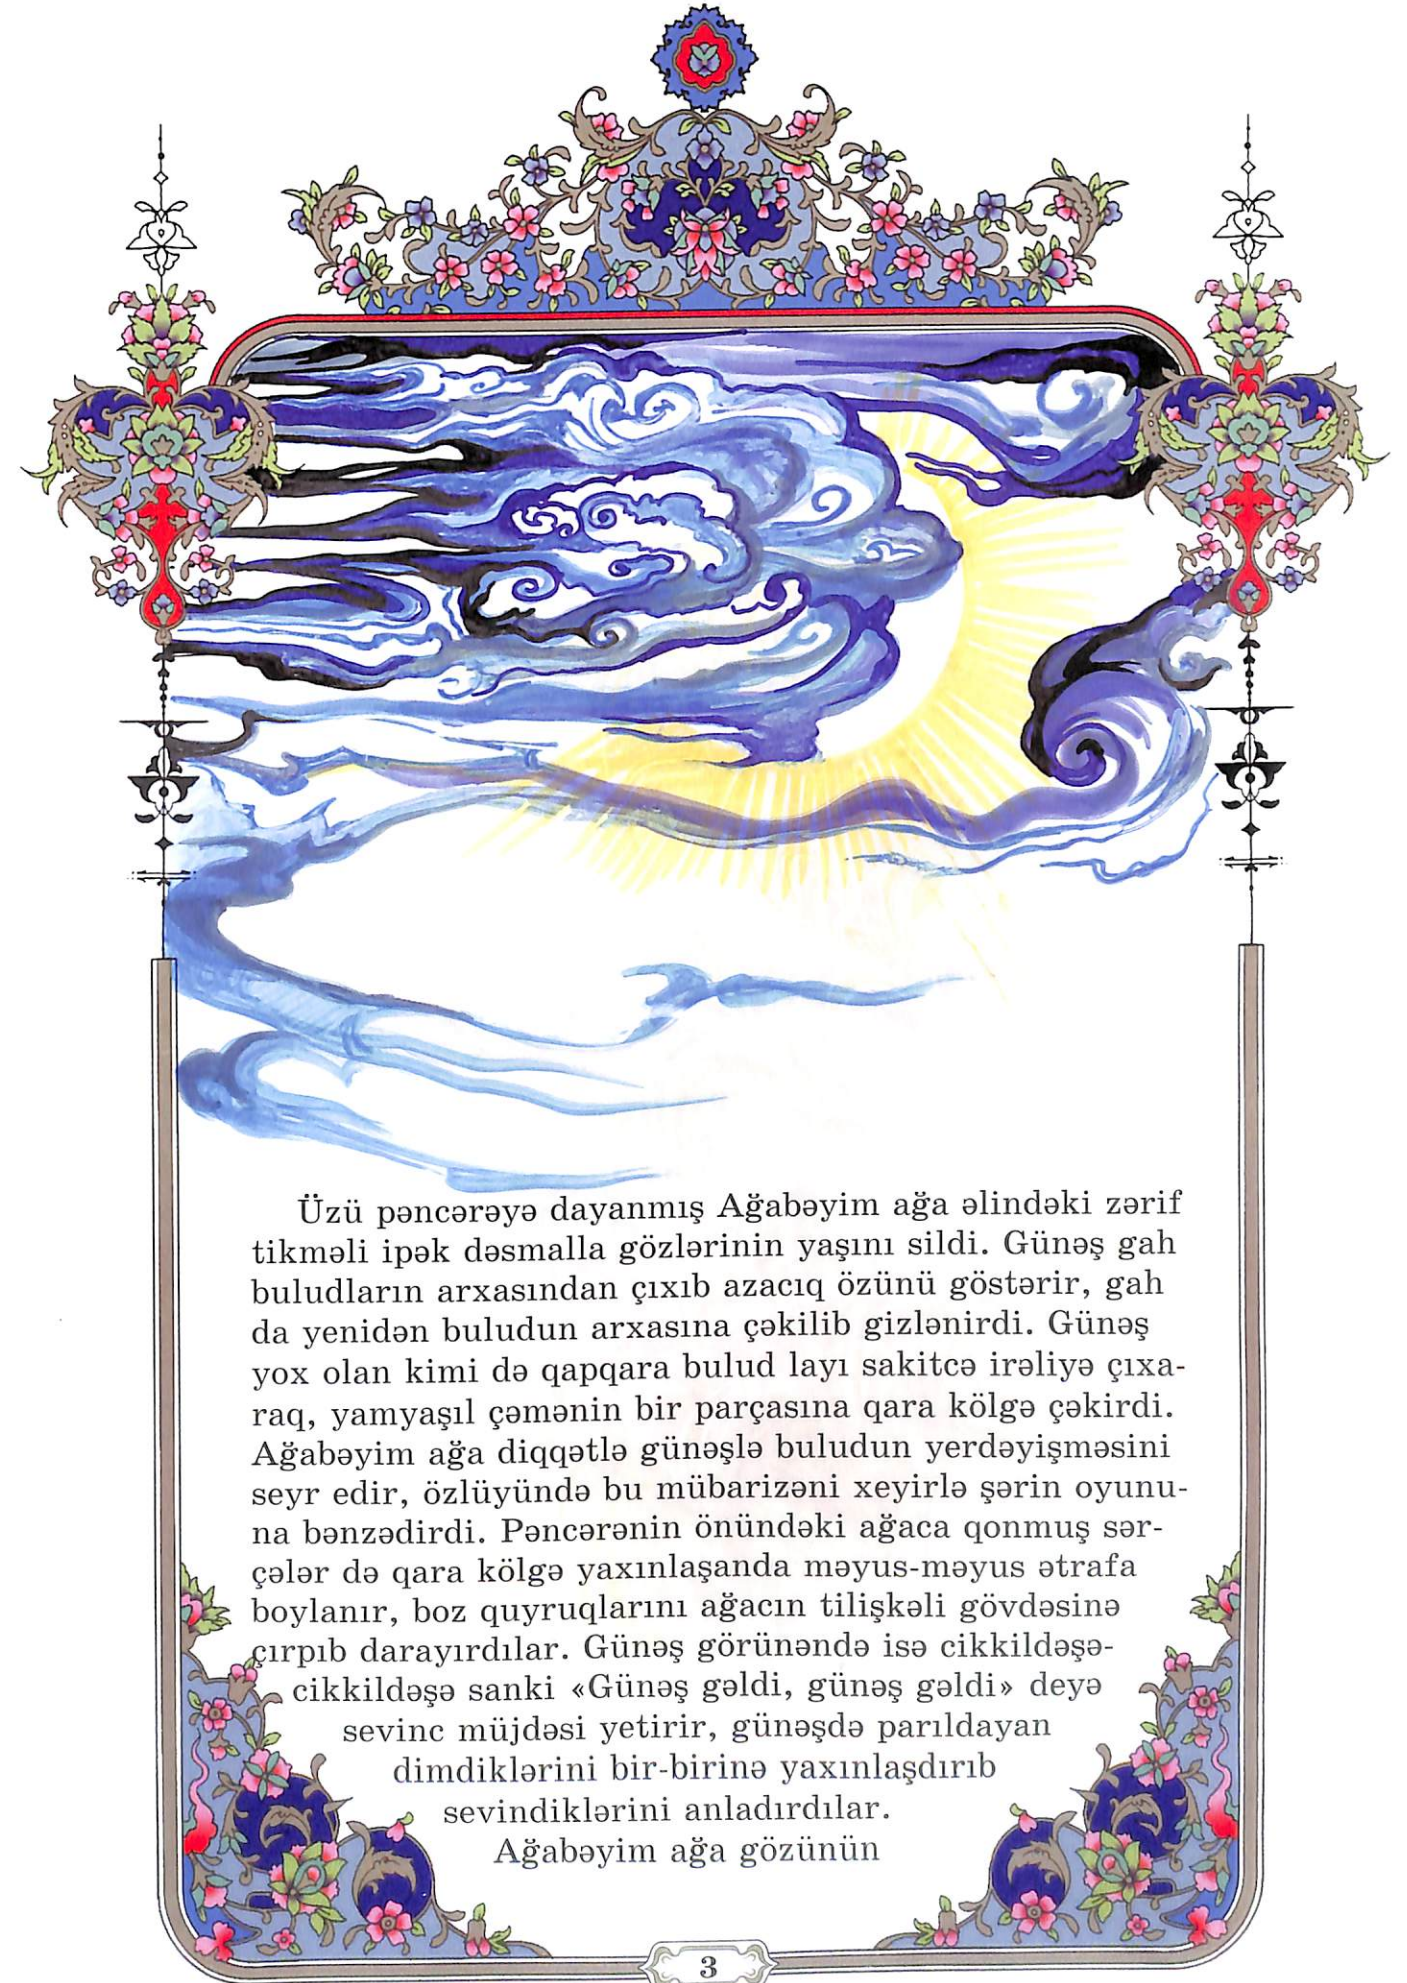 Üzü pəncərəyə dayanmış Ağabəyim ağa əlindəki zərif
tikməli ipək dəsmalla gözlərinin yaşını sildi. Günəş gah
buludların arxasından çıxıb azacıq özünü göstərir, gah
da yenidən buludun arxasına çəkilib gizlənirdi. Günəş
yox olan kimi də qapqara bulud layı sakitcə irəliyə çıxa-
raq, yamyaşıl çəmənin bir parçasına qara kölgə çəkirdi.
Ağabəyim ağa diqqətlə günəşlə buludun yerdəyişməsini
seyr edir, özlüyündə bu mübarizəni xeyirlə şərin oyunu-
na bənzədirdi. Pəncərənin önündəki ağaca qonmuş sər-
çələr də qara kölgə yaxınlaşanda məyus-məyus ətrafa
boylanır, boz quyruqlarını ağacın tilişkəli gövdəsinə
çırpıb darayırdılar. Günəş görünəndə isə cikkildəşə-
cikkildəşə sanki «Günəş gəldi, günəş gəldi» deyə
sevinc müjdəsi yetirir, günəşdə parıldayan
dimdiklərini bir-birinə yaxınlaşdırıb
sevindiklərini anladırdılar.
Ağabəyim ağa gözünün
3